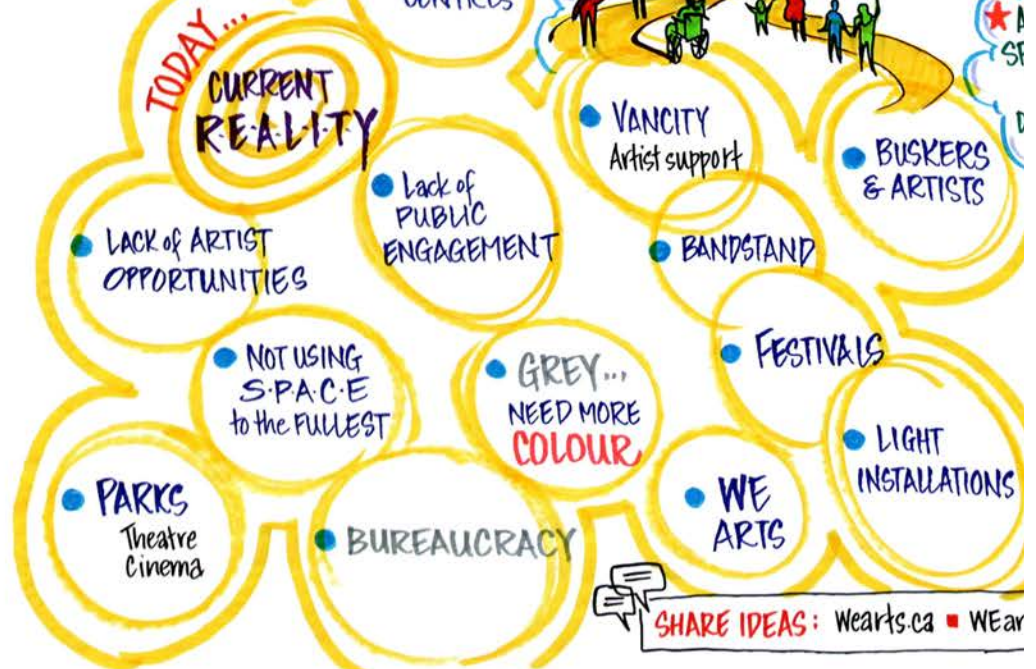 TODAY...
CURRENT
R·E·A·L·I·T·Y
LACK of ARTIST
OPPORTUNITIES
Lack of
PUBLIC
ENGAGEMENT
VANCITY
Artist support
BUSKERS
& ARTISTS
BANDSTAND
NOT USING
S·P·A·C·E
to the FULLEST
GREY...
NEED MORE
COLOUR
FESTIVALS
LIGHT
INSTALLATIONS
PARKS
Theatre
Cinema
BUREAUCRACY
WE
ARTS
SHARE IDEAS: Wearts.ca ▪ WEar